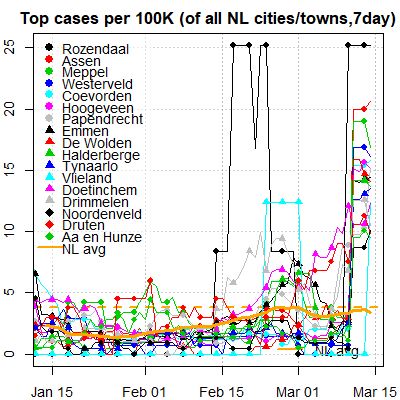 Top cases per 100K (of all NL cities/towns,7day)
25
20
15
10
5
0
Rozendaal
Assen
Meppel
Westerveld
Coevorden
Hoogeveen
Papendrecht
Emmen
De Wolden
Halderberge
Tynaarlo
Vlieland
Doetinchem
Drimmelen
Noordenveld
Druten
Aa en Hunze
NL avg
avg
Jan 15
Feb 01
Feb 15
Mar 01
Mar 15